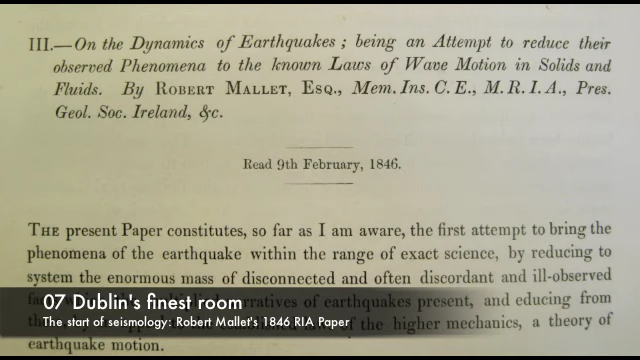 III.—On the Dynamics of Earthquakes; being an Attempt to reduce their
observed Phenomena to the known Laws of Wave Motion in Solids and
Fluids. By ROBERT MALLET, ESQ., Mem. Ins. C. E., M. R. I. A., Pres.
Geol. Soc. Ireland, &c.
Read 9th February, 1846.
THE present Paper constitutes, so far as I am aware, the first attempt to bring the
phenomena of the earthquake within the range of exact science, by reducing to
system the enormous mass of disconnected and often discordant and ill-observed
narratives of earthquakes present, and educing from
the higher mechanics, a theory of
earthquake motion.
07 Dublin's finest room
The start of seismology: Robert Mallet's 1846 RIA Paper